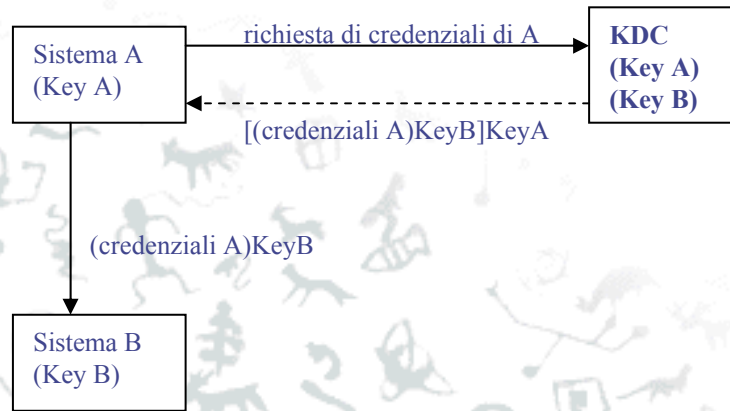 Sistema A
(Key A)
richiesta di credenziali di A
KDC
(Key A)
(Key B)
[(credenziali A)KeyB]KeyA
(credenziali A)KeyB
Sistema B
(Key B)